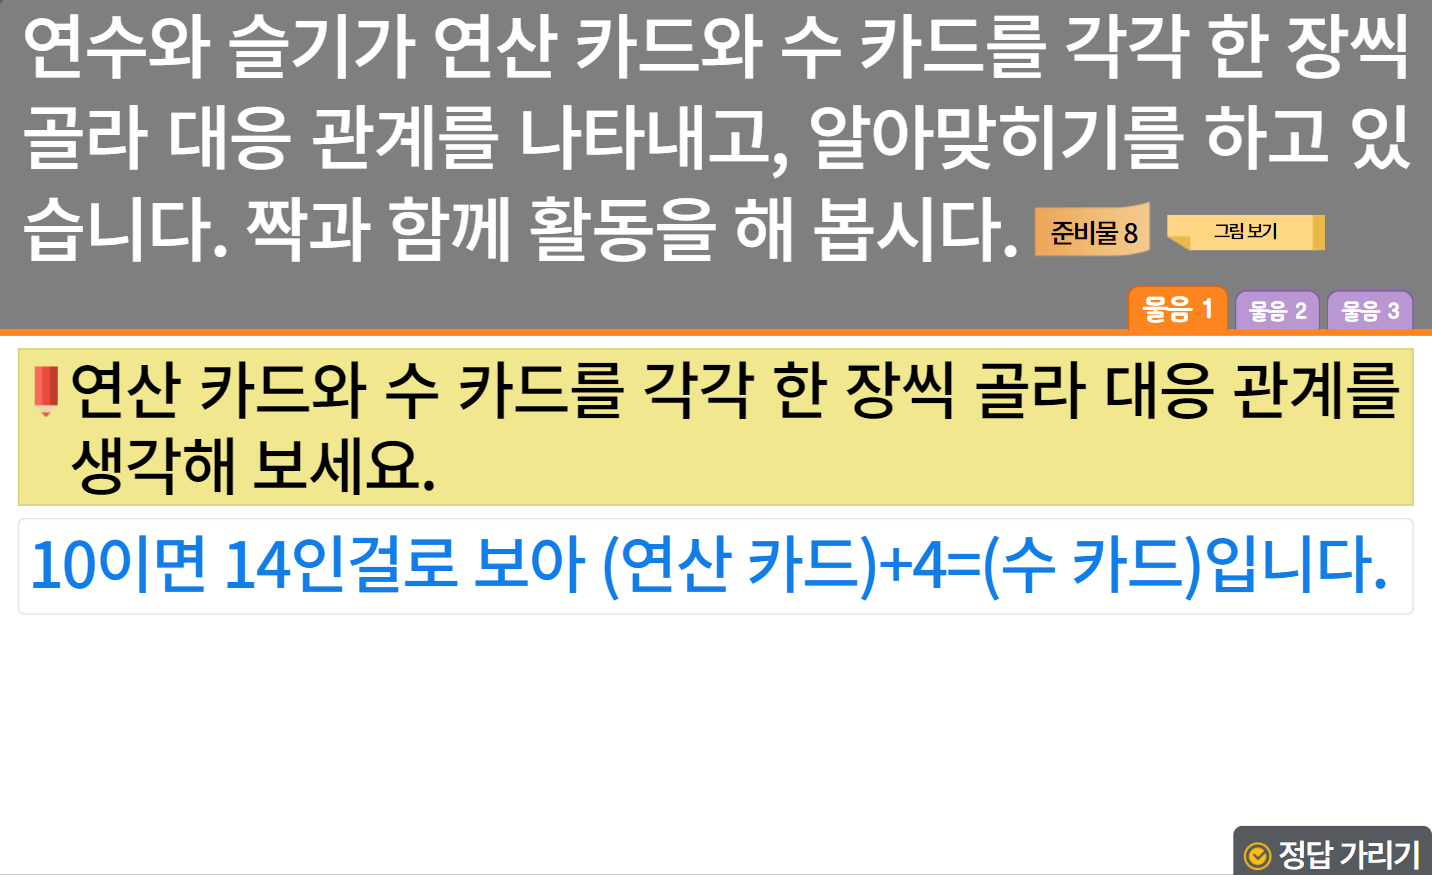 연수와 슬기가 연산 카드와 수 카드를 각각 한 장씩
골라 대응 관계를 나타내고, 알아맞히기를 하고 있
습니다. 짝과 함께 활동을 해 봅시다. 준비물 8 그림 보기
물음 1 물음 2 물음 3
연산 카드와 수 카드를 각각 한 장씩 골라 대응 관계를
생각해 보세요.
10이면 14인걸로 보아 (연산 카드)+4=(수 카드)입니다.
정답 가리기